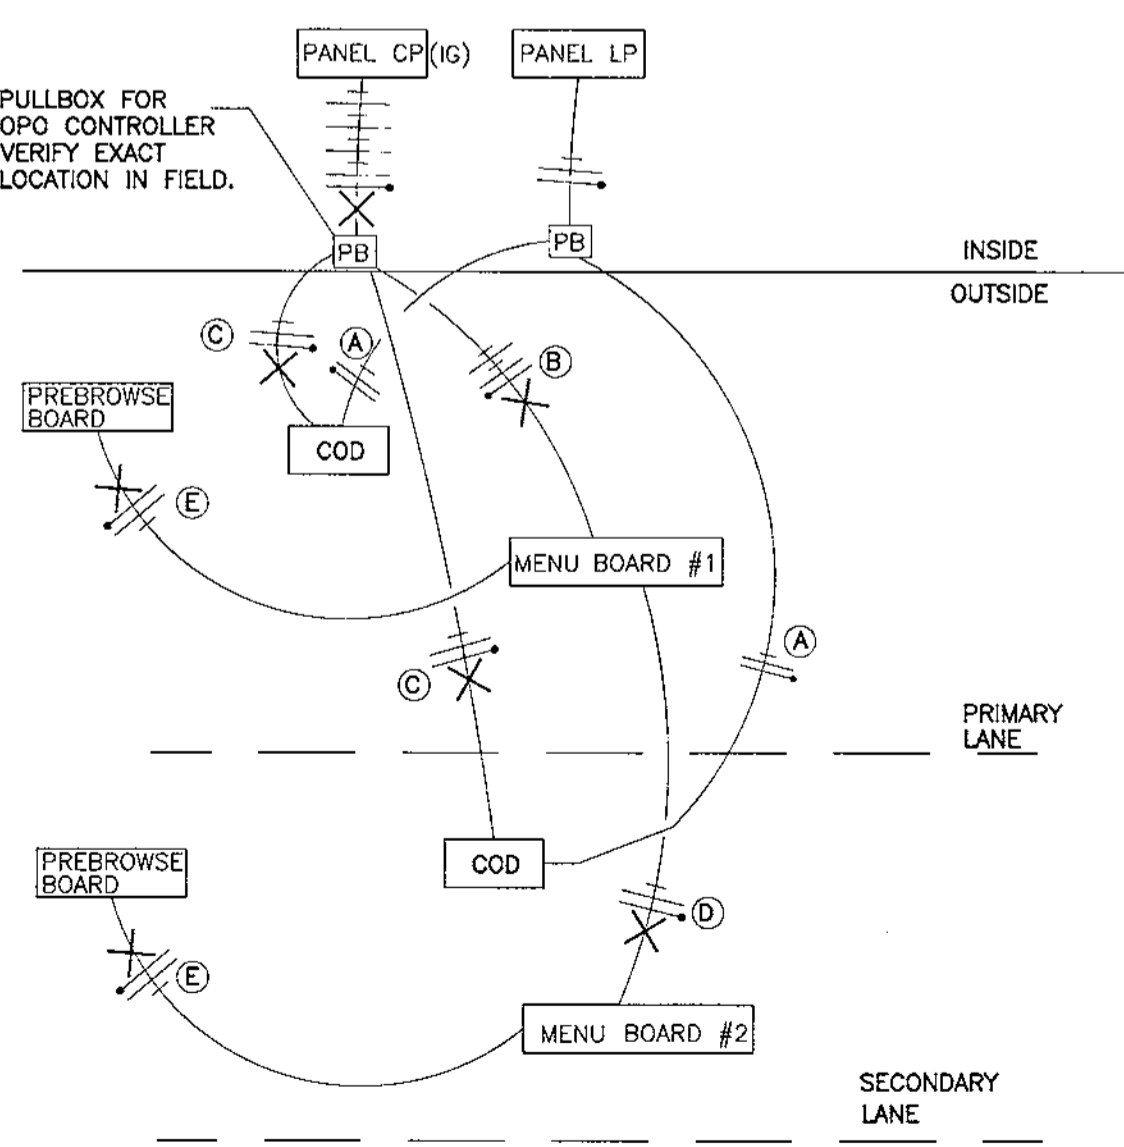 PANEL CP(IG)
PANEL LP
PULLBOX FOR
OPO CONTROLLER
VERIFY EXACT
LOCATION IN FIELD.
PB
PB
INSIDE
OUTSIDE
C
A
B
PREBROWSE
BOARD
COD
E
MENU BOARD #1
A
C
PRIMARY
LANE
PREBROWSE
BOARD
COD
D
E
MENU BOARD #2
SECONDARY
LANE